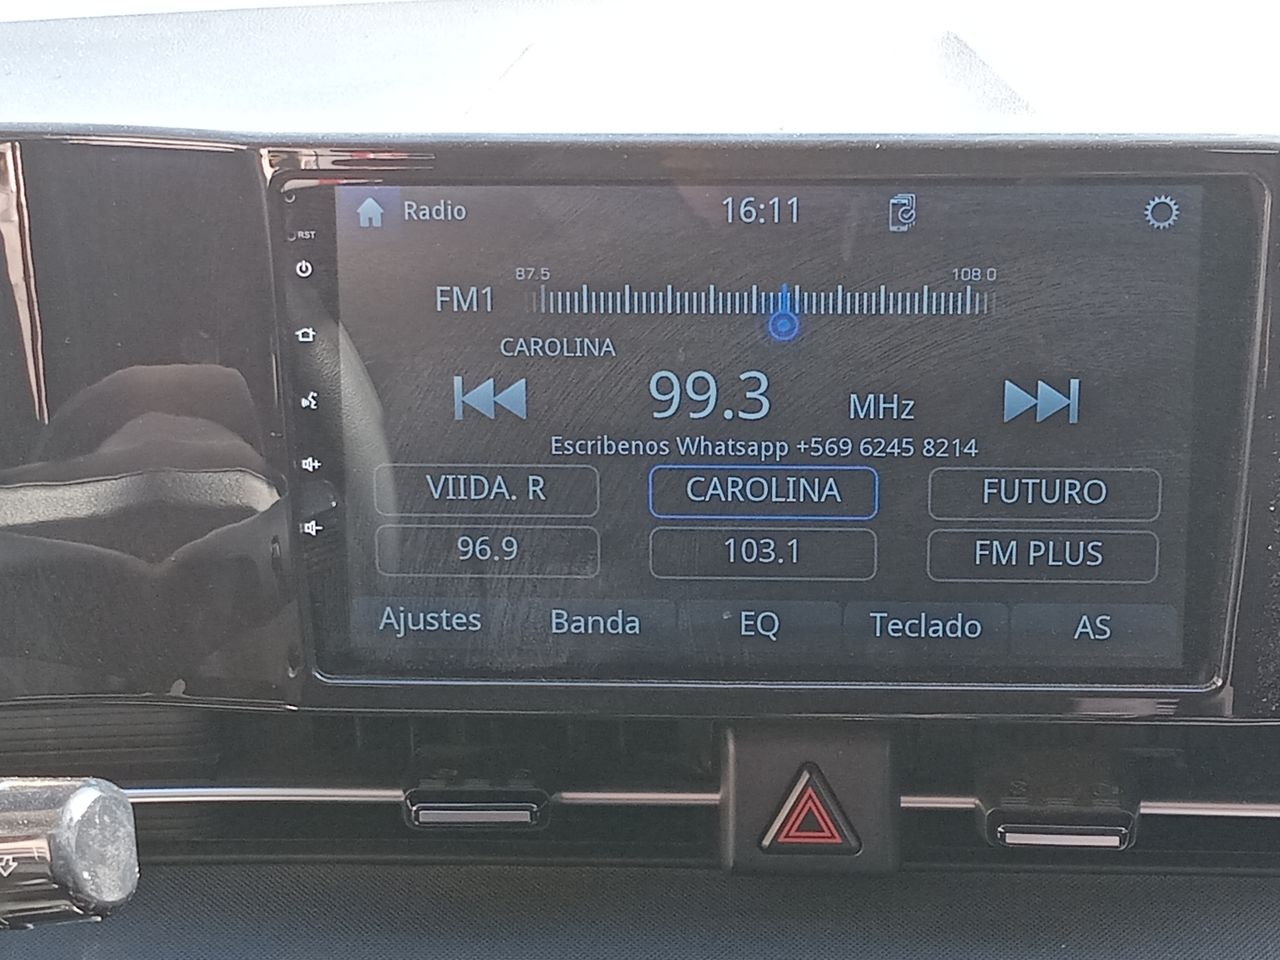 Radio 16:11
RST
87.5 108.0
FM1
CAROLINA
99.3 MHz
Escribenos Whatsapp +569 6245 8214
VIIDA. R CAROLINA FUTURO
96.9 103.1 FM PLUS
Ajustes Banda EQ Teclado AS